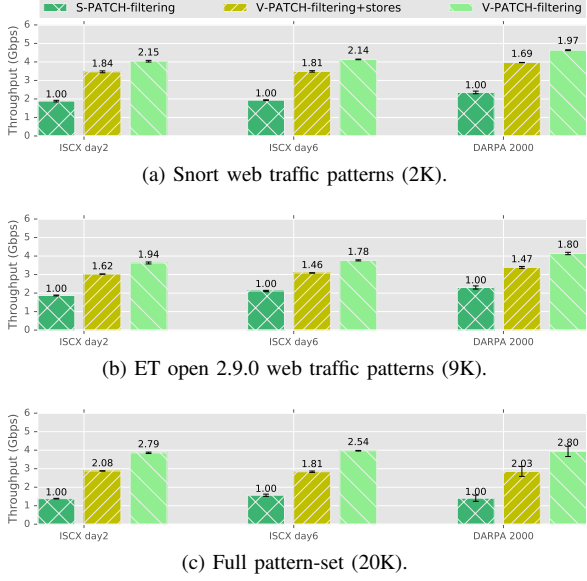 S-PATCH-filtering V-PATCH-filtering+stores V-PATCH-filtering
Throughput (Gbps)
6
5
4
3
2
1
0
1.00 1.84 2.15 1.00 1.81 2.14 1.00 1.69 1.97
ISCX day2 ISCX day6 DARPA 2000
(a) Snort web traffic patterns (2K).
Throughput (Gbps)
6
5
4
3
2
1
0
1.00 1.62 1.94 1.00 1.46 1.78 1.00 1.47 1.80
ISCX day2 ISCX day6 DARPA 2000
(b) ET open 2.9.0 web traffic patterns (9K).
Throughput (Gbps)
6
5
4
3
2
1
0
1.00 2.08 2.79 1.00 1.81 2.54 1.00 2.03 2.80
ISCX day2 ISCX day6 DARPA 2000
(c) Full pattern-set (20K).